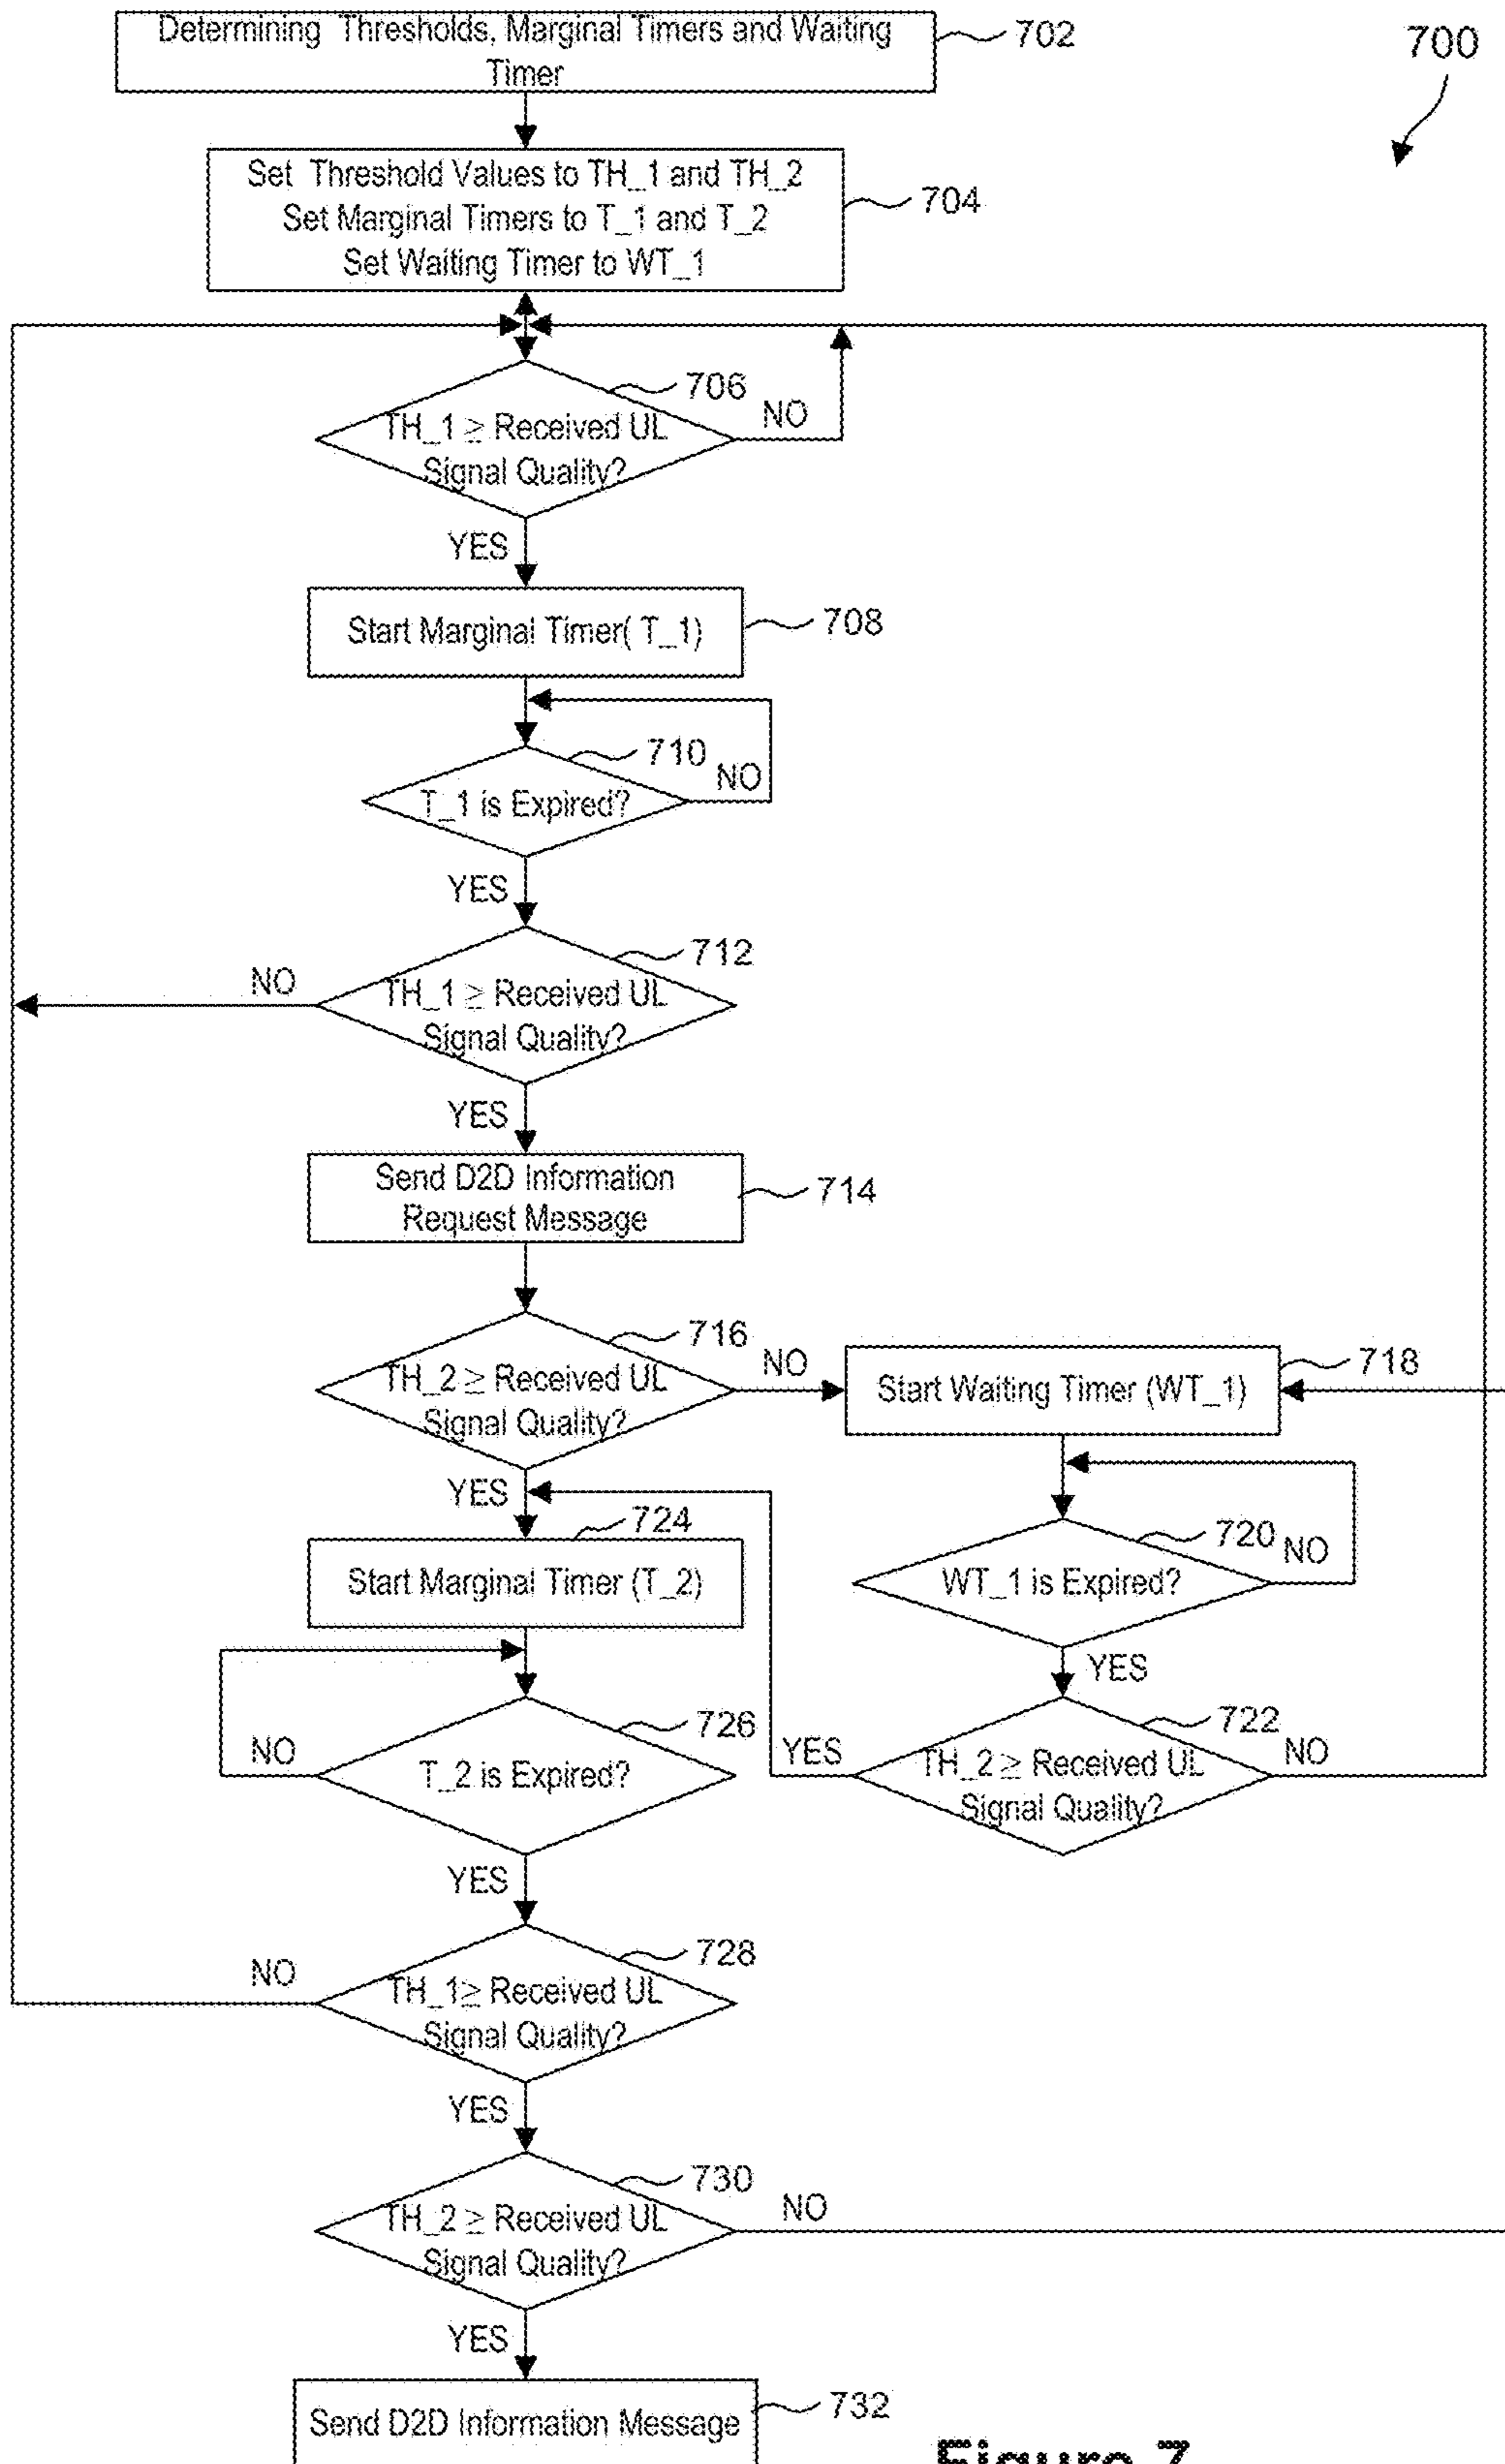 Determining Thresholds, Marginal Timers and Waiting
Timer
702
700
Set Threshold Values to TH_1 and TH_2
Set Marginal Timers to T_1 and T_2
Set Waiting Timer to WT_1
704
706
TH_1 ≥ Received UL
Signal Quality?
NO
YES
Start Marginal Timer( T_1)
708
710
T_1 is Expired?
NO
YES
712
TH_1 ≥ Received UL
Signal Quality?
NO
YES
Send D2D Information
Request Message
714
716
TH_2 ≥ Received UL
Signal Quality?
NO
YES
Start Waiting Timer (WT_1)
718
720
WT_1 is Expired?
NO
YES
722
TH_2 ≥ Received UL
Signal Quality?
YES
NO
724
Start Marginal Timer (T_2)
726
T_2 is Expired?
NO
YES
728
TH_1≥ Received UL
Signal Quality?
NO
YES
730
TH_2 ≥ Received UL
Signal Quality?
NO
YES
Send D2D Information Message
732
Figure 7